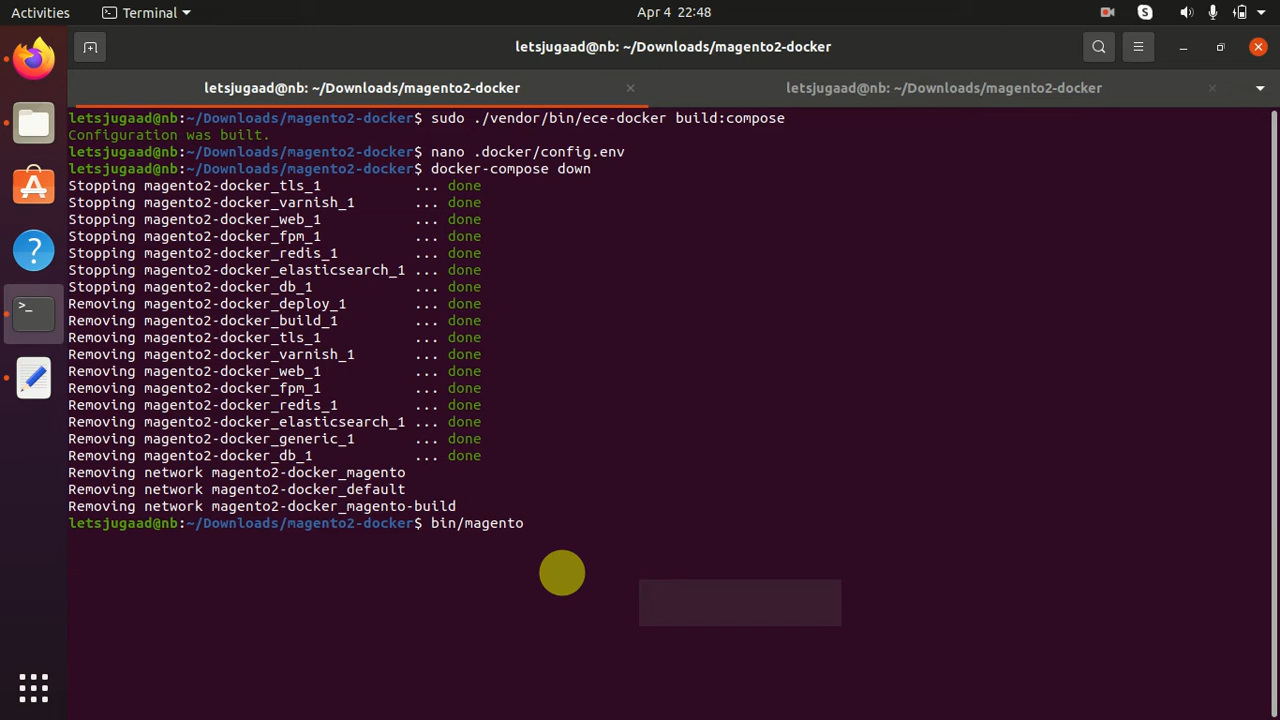 Activities
Terminal
Apr 4 22:48
letsjugaad@nb: ~/Downloads/magento2-docker
letsjugaad@nb: ~/Downloads/magento2-docker
letsjugaad@nb: ~/Downloads/magento2-docker
letsjugaad@nb:~/Downloads/magento2-docker$ sudo ./vendor/bin/ece-docker build:compose
Configuration was built.
letsjugaad@nb:~/Downloads/magento2-docker$ nano .docker/config.env
letsjugaad@nb:~/Downloads/magento2-docker$ docker-compose down
Stopping magento2-docker_tls_1 ... done
Stopping magento2-docker_varnish_1 ... done
Stopping magento2-docker_web_1 ... done
Stopping magento2-docker_fpm_1 ... done
Stopping magento2-docker_redis_1 ... done
Stopping magento2-docker_elasticsearch_1 ... done
Stopping magento2-docker_db_1 ... done
Removing magento2-docker_deploy_1 ... done
Removing magento2-docker_build_1 ... done
Removing magento2-docker_tls_1 ... done
Removing magento2-docker_varnish_1 ... done
Removing magento2-docker_web_1 ... done
Removing magento2-docker_fpm_1 ... done
Removing magento2-docker_redis_1 ... done
Removing magento2-docker_elasticsearch_1 ... done
Removing magento2-docker_generic_1 ... done
Removing magento2-docker_db_1 ... done
Removing network magento2-docker_magento
Removing network magento2-docker_default
Removing network magento2-docker_magento-build
letsjugaad@nb:~/Downloads/magento2-docker$ bin/magento